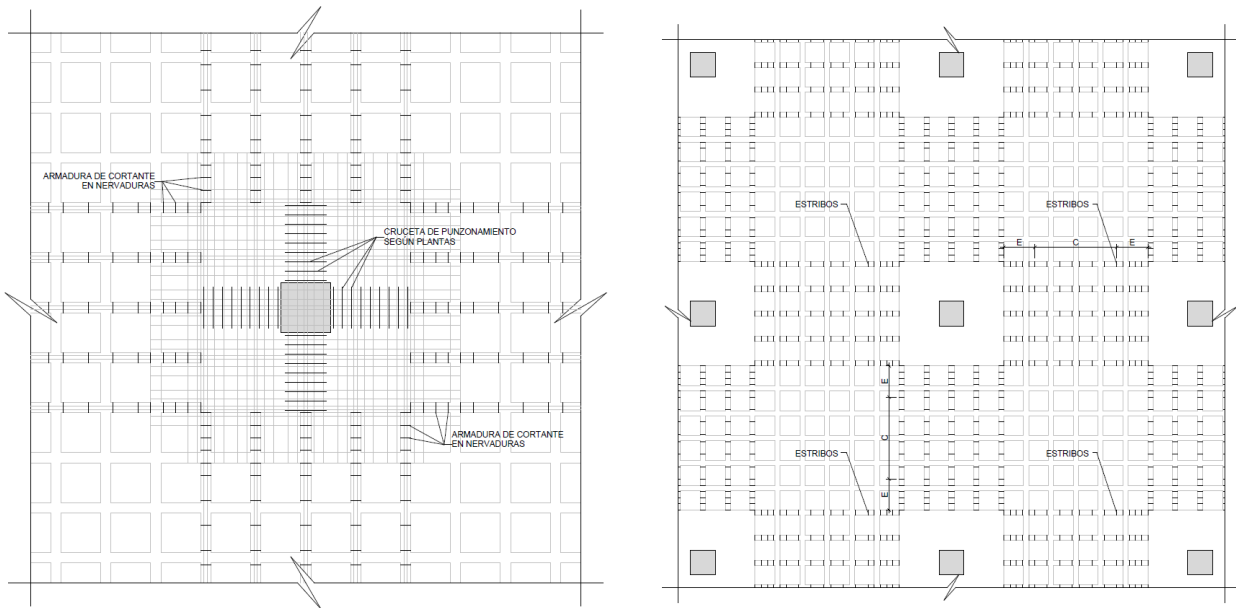 ARMADURA DE CORTANTE
EN NERVADURAS
CRUCETA DE PUNZONAMIENTO
SEGÚN PLANTAS
ARMADURA DE CORTANTE
EN NERVADURAS
ESTRIBOS
ESTRIBOS
E
C
E
E
C
E
ESTRIBOS
ESTRIBOS